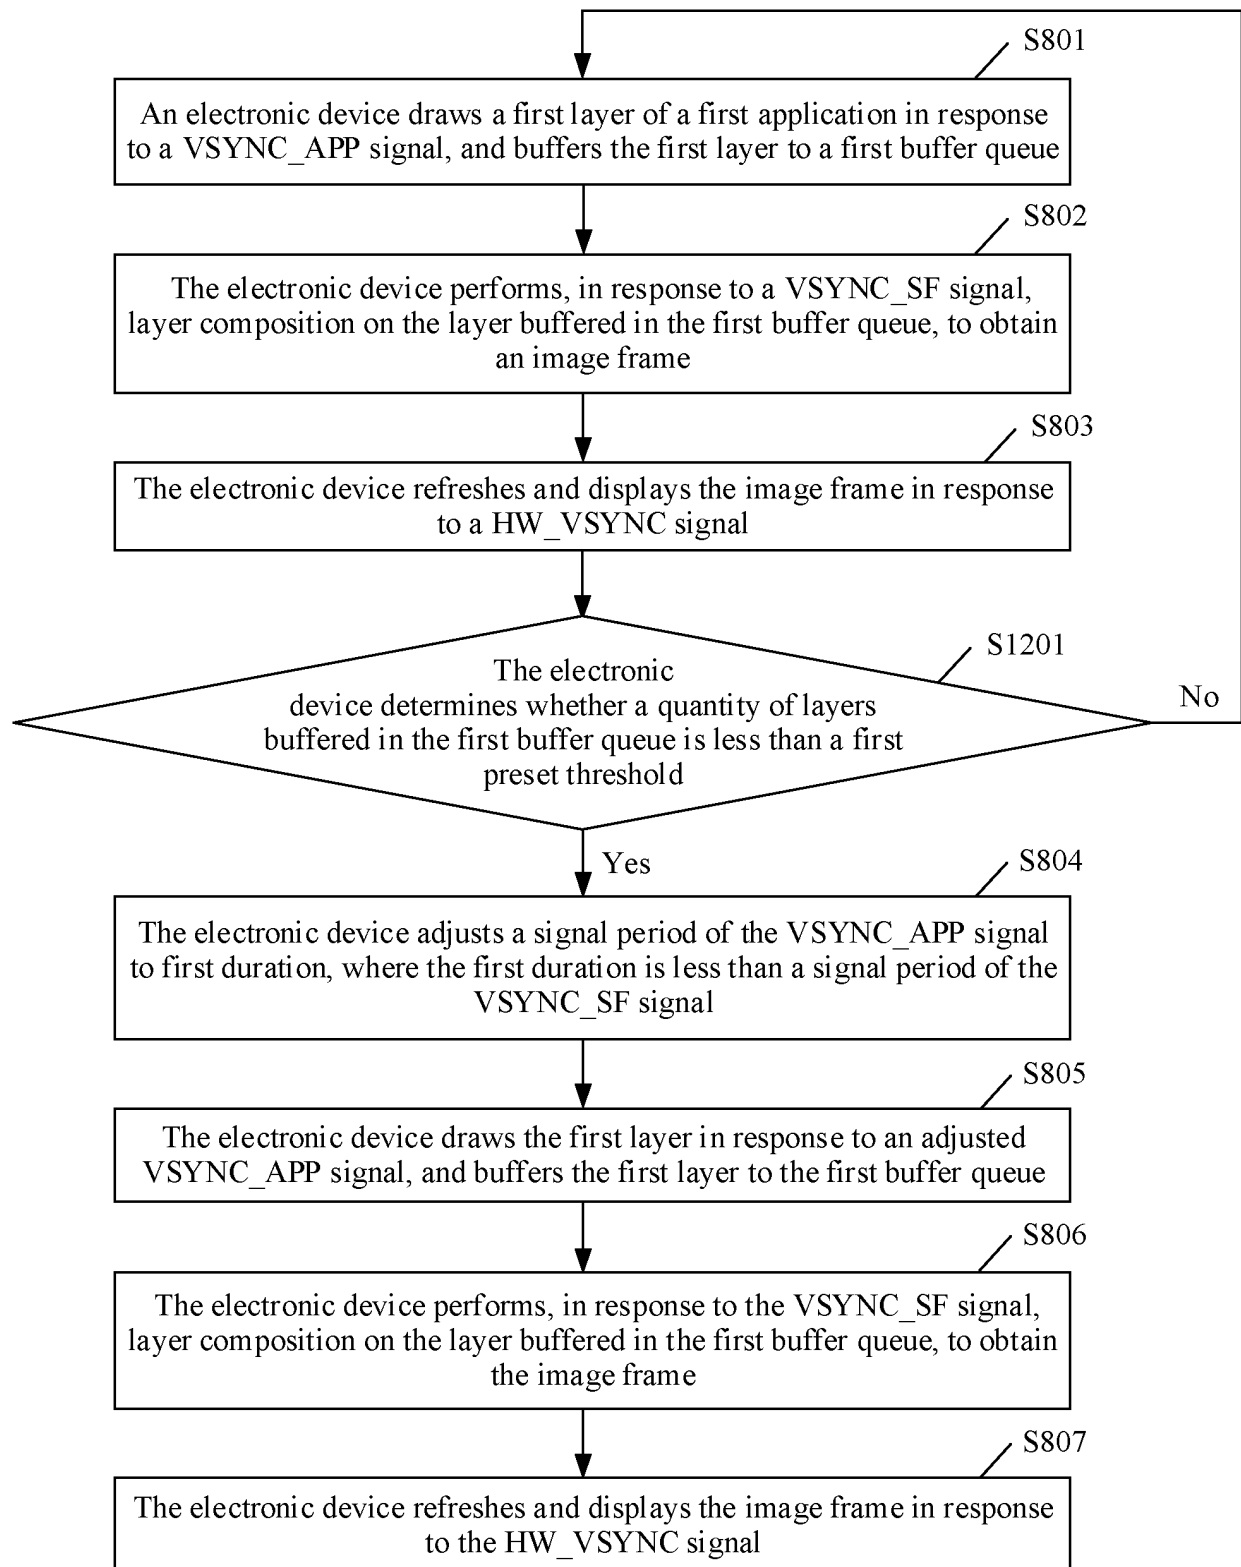 S801
An electronic device draws a first layer of a first application in response
to a VSYNC_APP signal, and buffers the first layer to a first buffer queue
S802
The electronic device performs, in response to a VSYNC_SF signal,
layer composition on the layer buffered in the first buffer queue, to obtain
an image frame
S803
The electronic device refreshes and displays the image frame in response
to a HW_VSYNC signal
S1201
The electronic
device determines whether a quantity of layers
buffered in the first buffer queue is less than a first
preset threshold
No
Yes
S804
The electronic device adjusts a signal period of the VSYNC_APP signal
to first duration, where the first duration is less than a signal period of the
VSYNC_SF signal
S805
The electronic device draws the first layer in response to an adjusted
VSYNC_APP signal, and buffers the first layer to the first buffer queue
S806
The electronic device performs, in response to the VSYNC_SF signal,
layer composition on the layer buffered in the first buffer queue, to obtain
the image frame
S807
The electronic device refreshes and displays the image frame in response
to the HW_VSYNC signal